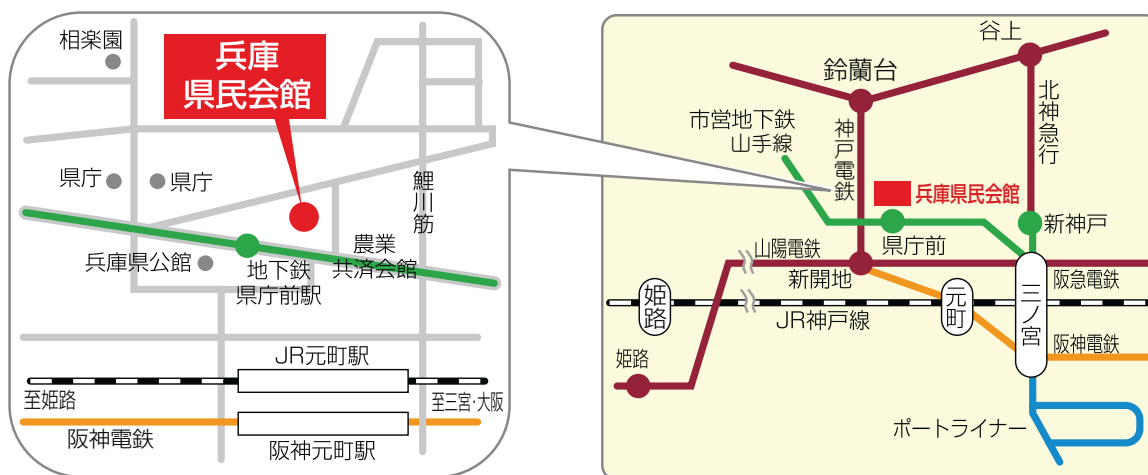 相楽園
兵庫
県民会館
県庁
県庁
鯉川筋
兵庫県公館
地下鉄
県庁前駅
農業
共済会館
JR元町駅
至姫路
至三宮・大阪
阪神電鉄
阪神元町駅
谷上
鈴蘭台
北神急行
市営地下鉄
山手線
神戸電鉄
兵庫県民会館
県庁前
新神戸
山陽電鉄
新開地
阪急電鉄
姫路
JR神戸線
元町
三ノ宮
阪神電鉄
姫路
ポートライナー